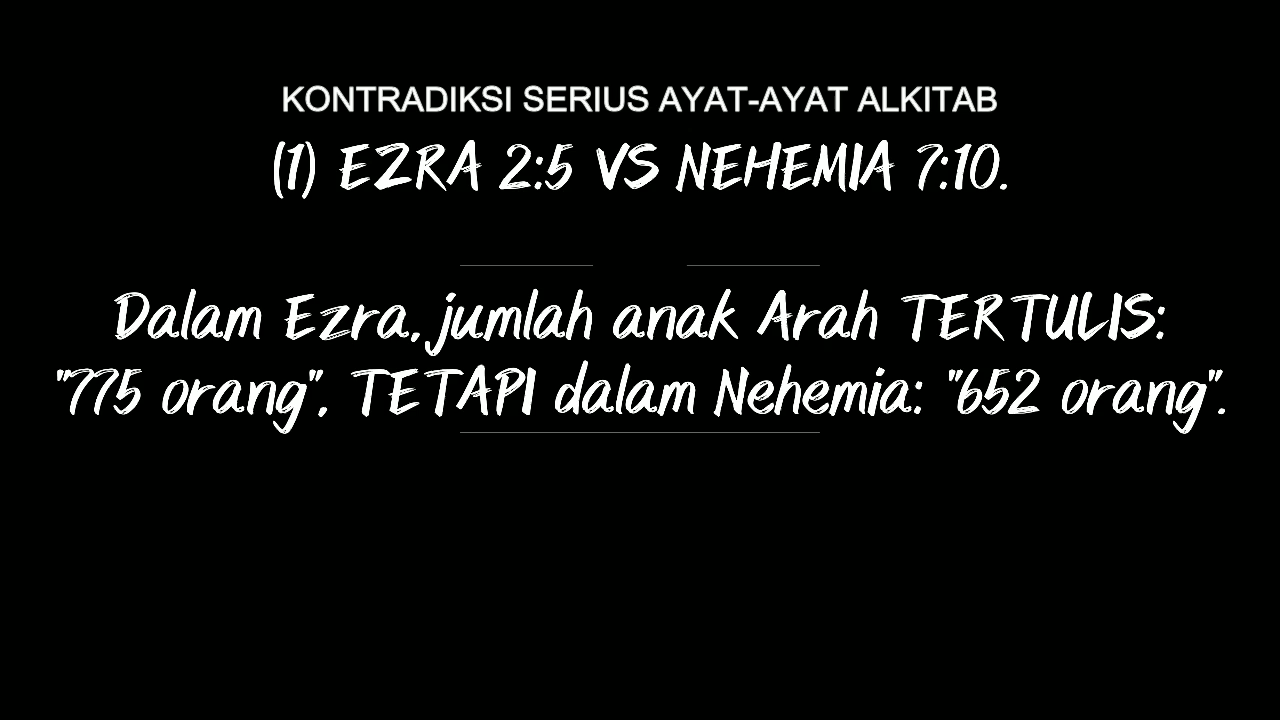 KONTRADIKSI SERIUS AYAT-AYAT ALKITAB
(1) EZRA 2:5 VS NEHEMIA 7:10.
Dalam Ezra, jumlah anak Arah TERTULIS:
"775 orang", TETAPI dalam Nehemia: "652 orang".